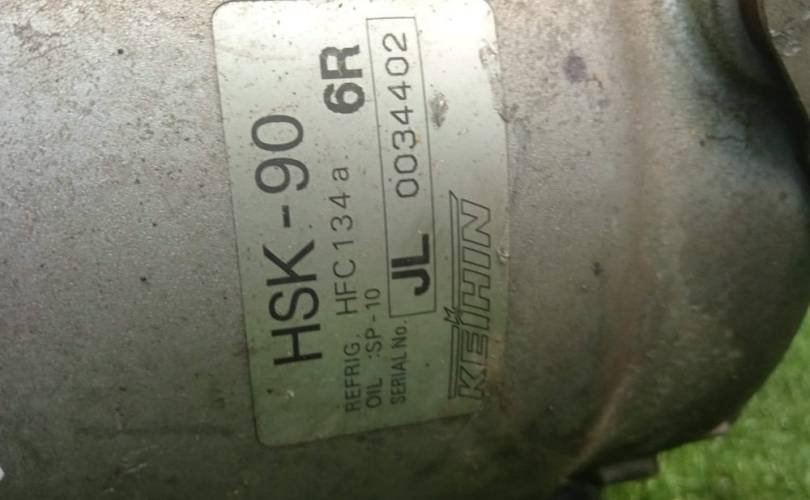 HSK-90
REFRIG. HFC134a 6R
OIL :SP-10
SERIAL No. JL 0034402
KEIHIN